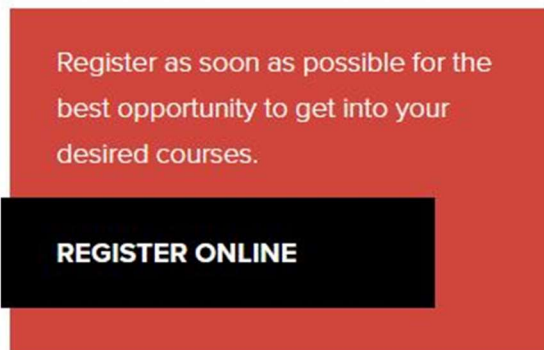 Register as soon as possible for the
best opportunity to get into your
desired courses.
REGISTER ONLINE